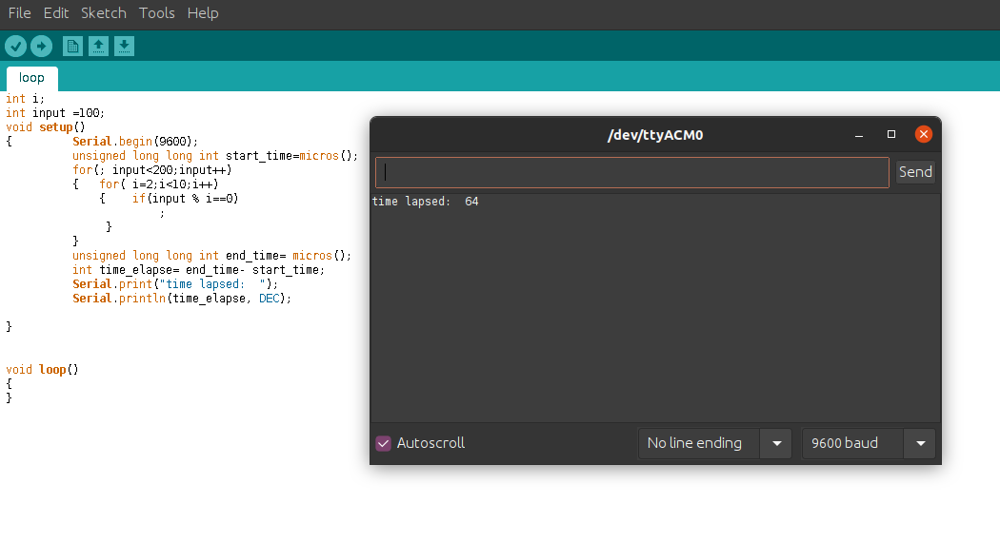 File Edit Sketch Tools Help
loop
int i;
int input =100;
void setup()
{ Serial.begin(9600);
unsigned long long int start_time=micros();
for(; input<200;input++)
{ for( i=2;i<10;i++)
{ if(input % i==0)
;
}
}
unsigned long long int end_time= micros();
int time_elapse= end_time- start_time;
Serial.print("time lapsed:  ");
Serial.println(time_elapse, DEC);
}
void loop()
{
}
/dev/ttyACM0
Send
time lapsed:  64
Autoscroll
No line ending
9600 baud